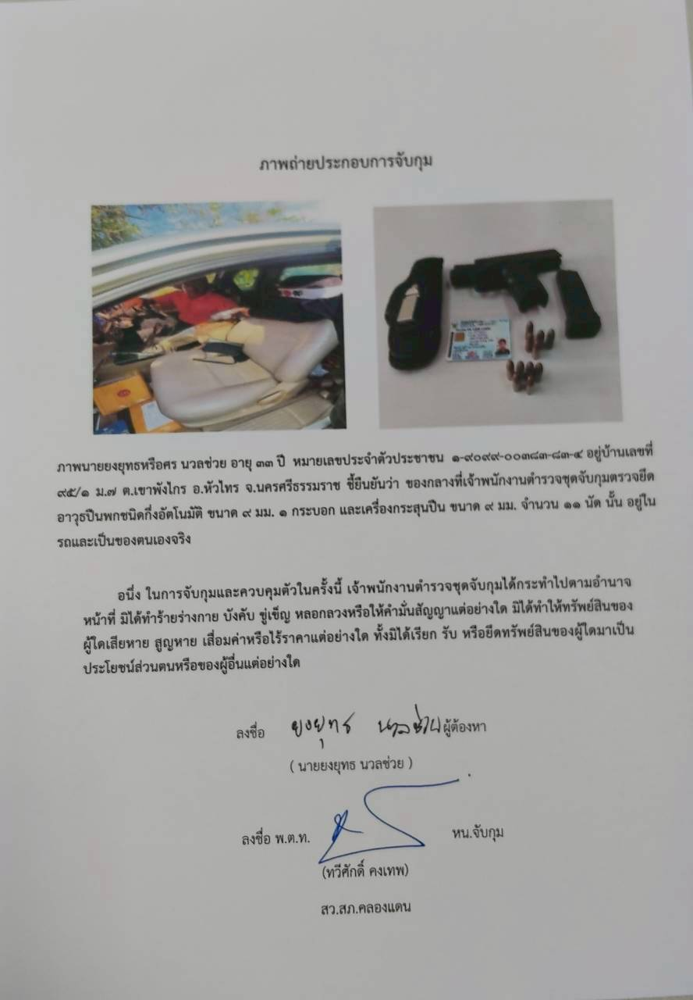 ภาพถ่ายประกอบการจับกุม
ภาพนายยงยุทธหรือศร นวลช่วย อายุ ๓๓ ปี หมายเลขประจำตัวประชาชน ๑-๙๐๙๙-๐๐๓๘๓-๘๓-๔ อยู่บ้านเลขที่
๙๕/๑ ม.๗ ต.เขาพังไกร อ.หัวไทร จ.นครศรีธรรมราช ชี้ยืนยันว่า ของกลางที่เจ้าพนักงานตำรวจชุดจับกุมตรวจยึด
อาวุธปืนพกชนิดกึ่งอัตโนมัติ ขนาด ๙ มม. ๑ กระบอก และเครื่องกระสุนปืน ขนาด ๙ มม. จำนวน ๑๑ นัด นั้น อยู่ใน
รถและเป็นของตนเองจริง
อนึ่ง ในการจับกุมและควบคุมตัวในครั้งนี้ เจ้าพนักงานตำรวจชุดจับกุมได้กระทำไปตามอำนาจ
หน้าที่ มิได้ทำร้ายร่างกาย บังคับ ขู่เข็ญ หลอกลวงหรือให้คำมั่นสัญญาแต่อย่างใด มิได้ทำให้ทรัพย์สินของ
ผู้ใดเสียหาย สูญหาย เสื่อมค่าหรือไร้ราคาแต่อย่างใด ทั้งมิได้เรียก รับ หรือยึดทรัพย์สินของผู้ใดมาเป็น
ประโยชน์ส่วนตนหรือของผู้อื่นแต่อย่างใด
ลงชื่อ ยงยุทธ นวลช่วย ผู้ต้องหา
( นายยงยุทธ นวลช่วย )
ลงชื่อ พ.ต.ท. หน.จับกุม
(ทวีศักดิ์ คงเทพ)
สว.สภ.คลองแดน